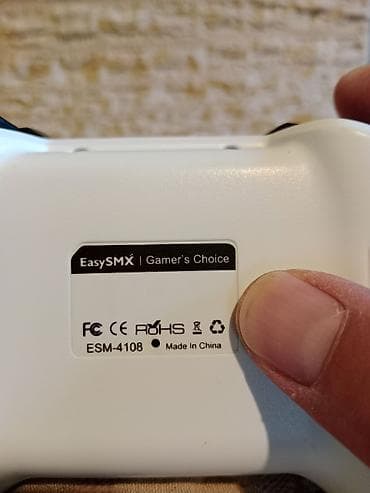 EasySMX | Gamer's Choice
FC CE RoHS
ESM-4108 ● Made In China